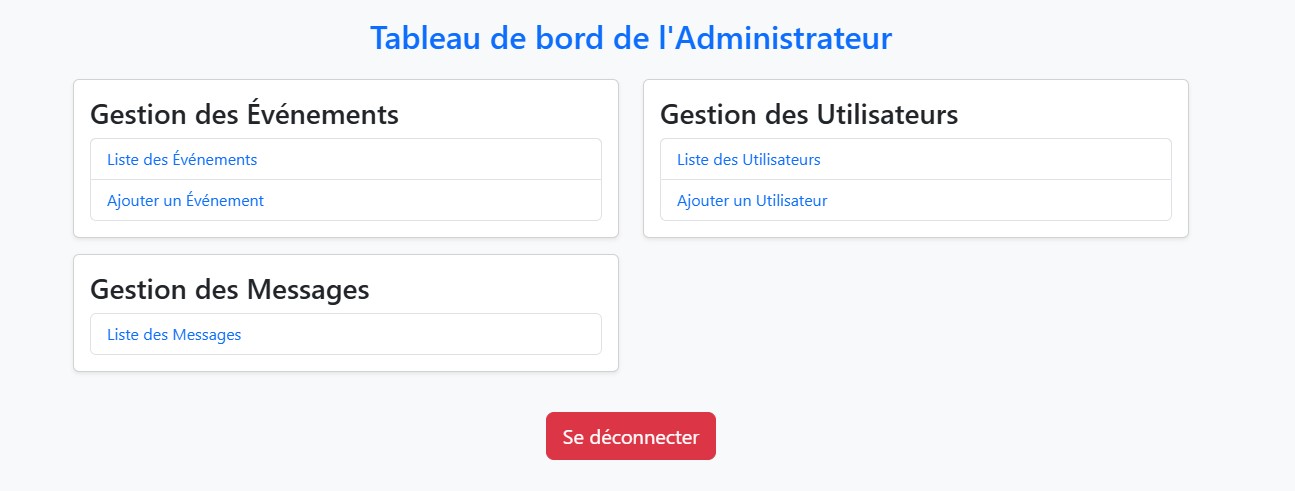 Tableau de bord de l'Administrateur
Gestion des Événements
Liste des Événements
Ajouter un Événement
Gestion des Utilisateurs
Liste des Utilisateurs
Ajouter un Utilisateur
Gestion des Messages
Liste des Messages
Se déconnecter